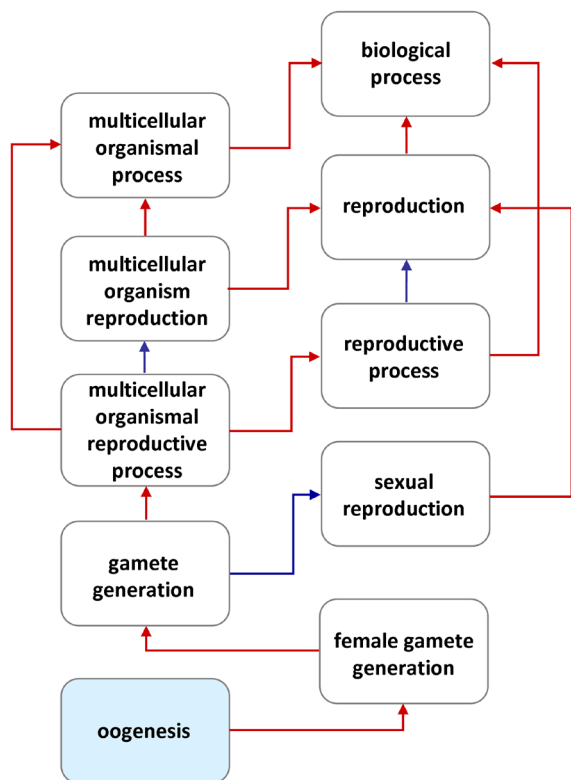 biological
process
multicellular
organismal
process
reproduction
multicellular
organism
reproduction
reproductive
process
multicellular
organismal
reproductive
process
sexual
reproduction
gamete
generation
female gamete
generation
oogenesis